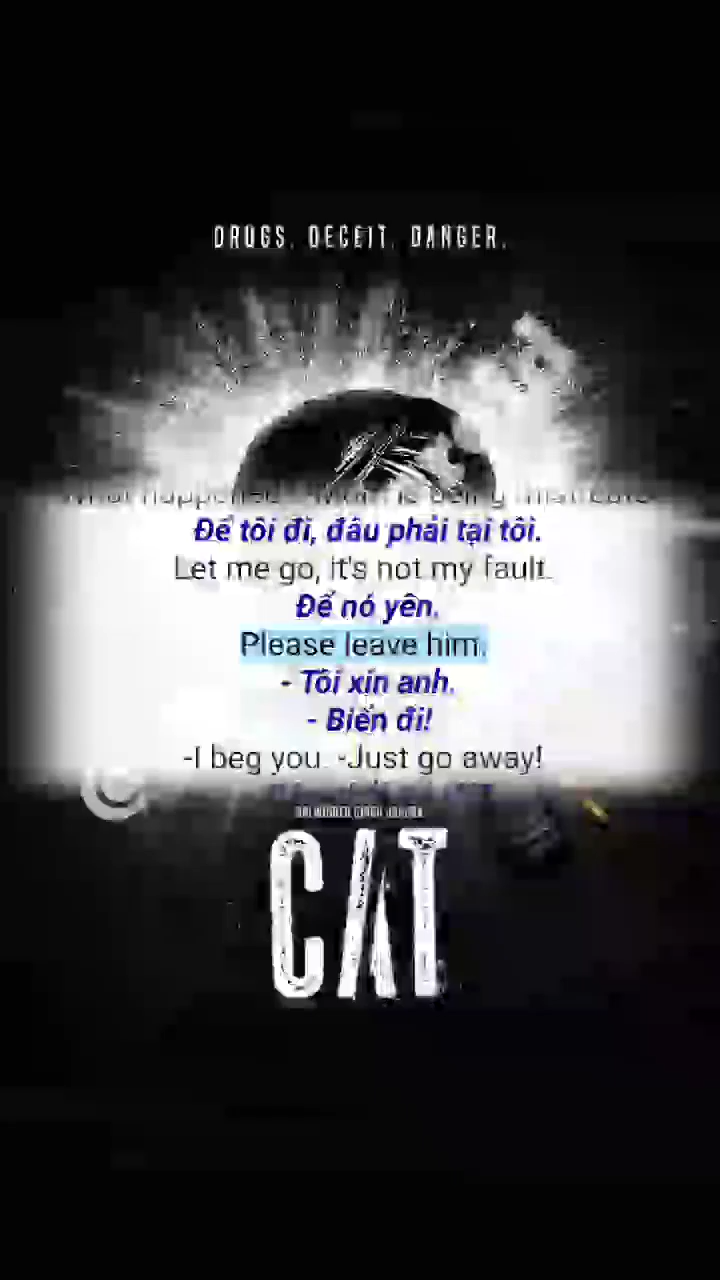 DRUGS. DECEIT. DANGER.
Để tôi đi, đâu phải tại tôi.
Let me go, it's not my fault.
Để nó yên.
Please leave him.
- Tôi xin anh.
- Biến đi!
-I beg you. -Just go away!
CAT